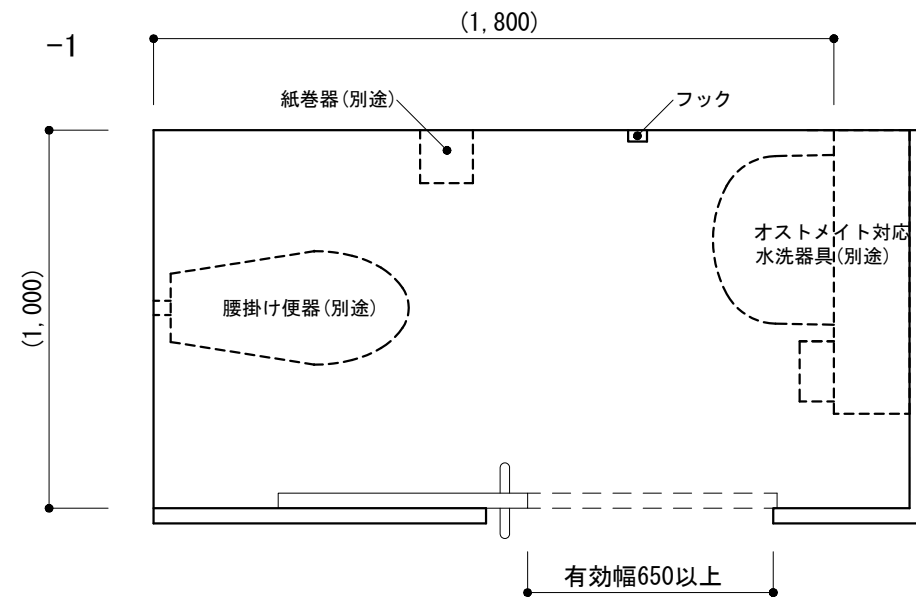 -1
(1,800)
紙巻器(別途)
フック
オストメイト対応
水洗器具(別途)
腰掛け便器(別途)
(1,000)
有効幅650以上